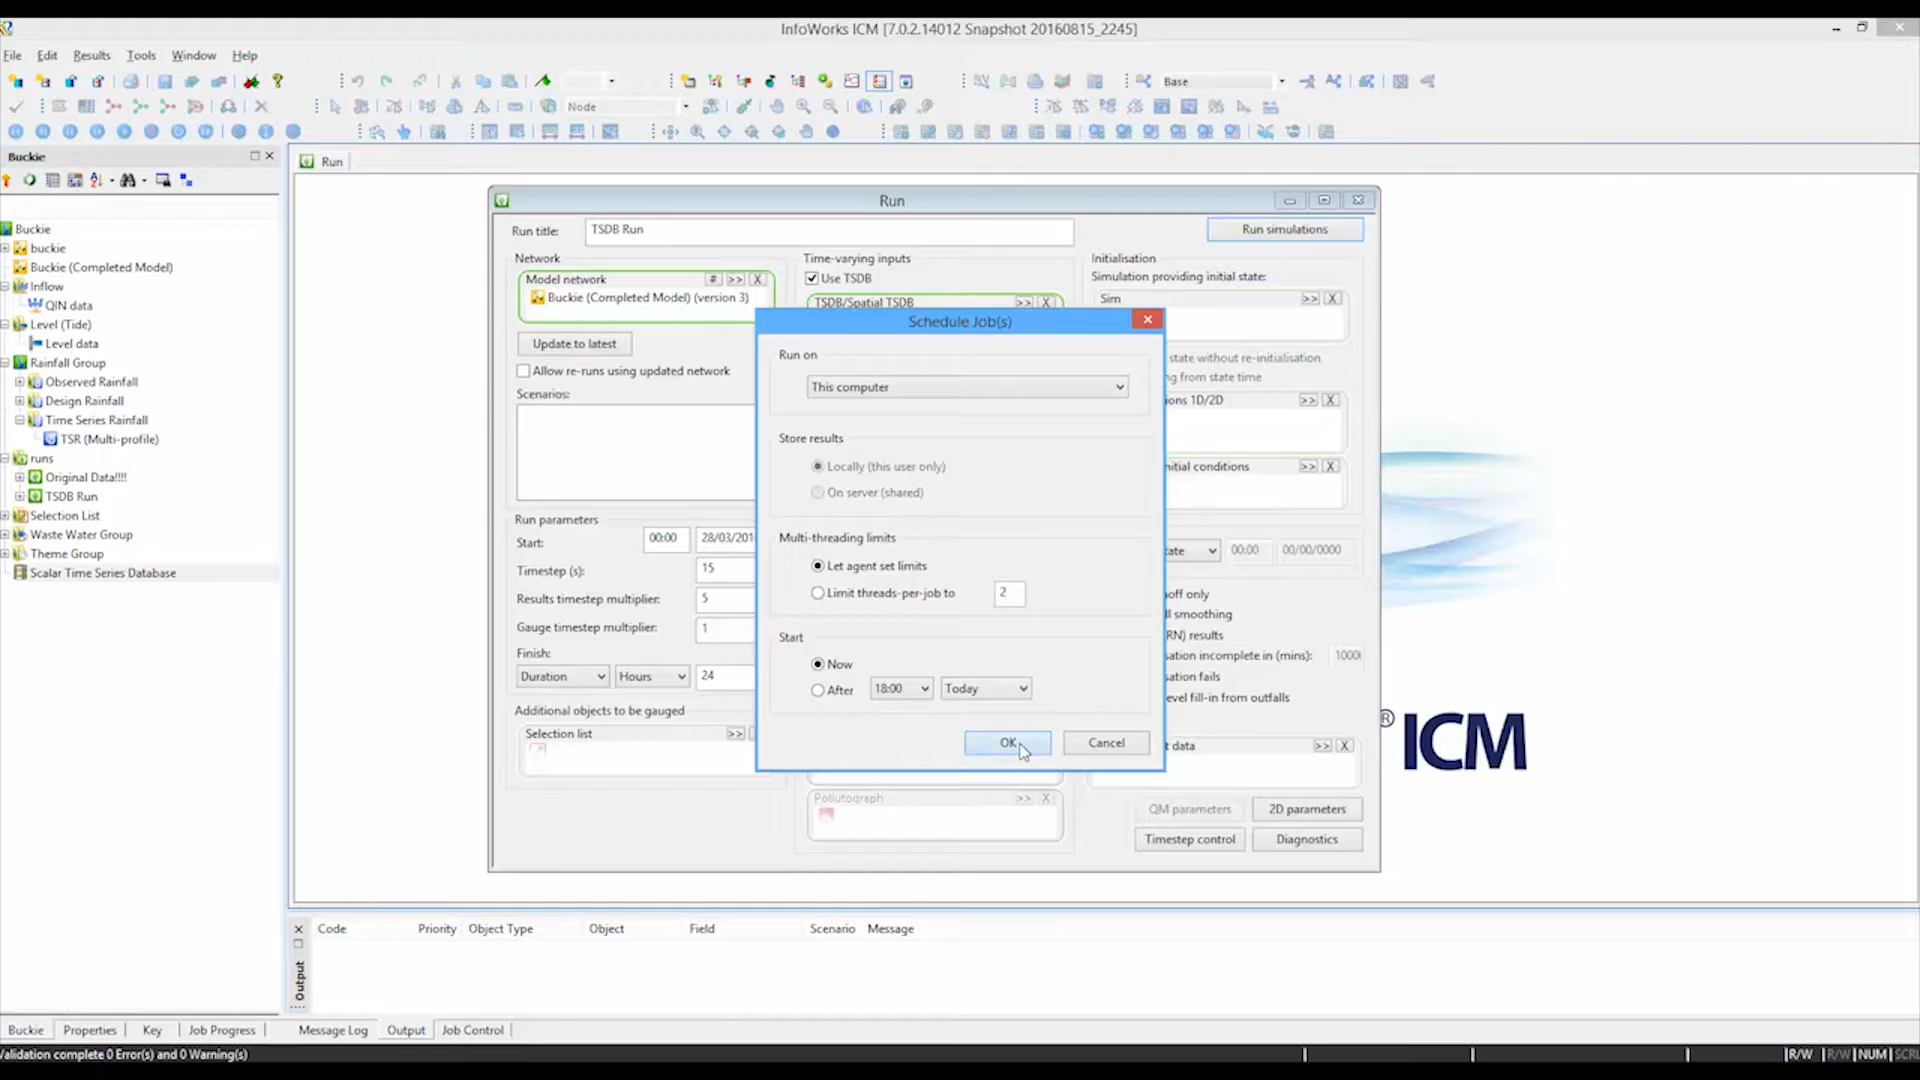 InfoWorks ICM [7.0.2.14012 Snapshot 20160815_2245]
File Edit Results Tools Window Help
Base
Node
Buckie
Run
Buckie
buckie
Buckie (Completed Model)
Inflow
QIN data
Level (Tide)
Level data
Rainfall Group
Observed Rainfall
Design Rainfall
Time Series Rainfall
TSR (Multi-profile)
runs
Original Data!!!!
TSDB Run
Selection List
Waste Water Group
Theme Group
Scalar Time Series Database
Run
Run title: TSDB Run Run simulations
Network
Model network # >> X
Buckie (Completed Model) (version 3)
Update to latest
Allow re-runs using updated network
Scenarios:
Run parameters
Start: 00:00 28/03/201
Timestep (s): 15
Results timestep multiplier: 5
Gauge timestep multiplier: 1
Finish:
Duration Hours 24
Additional objects to be gauged
Selection list >>
Time-varying inputs
Use TSDB
TSDB/Spatial TSDB >> X
Pollutograph >> X
Schedule Job(s)
Run on
This computer
Store results
Locally (this user only)
On server (shared)
Multi-threading limits
Let agent set limits
Limit threads-per-job to 2
Start
Now
After 18:00 Today
OK Cancel
Initialisation
Simulation providing initial state:
Sim >> X
state without re-initialisation
ng from state time
ions 1D/2D >> X
nitial conditions >> X
tate 00:00 00/00/0000
noff only
ll smoothing
RN) results
sation incomplete in (mins): 1000
sation fails
evel fill-in from outfalls
t data >> X
QM parameters 2D parameters
Timestep control Diagnostics
® ICM
Code Priority Object Type Object Field Scenario Message
Output
Buckie Properties Key Job Progress Message Log Output Job Control
Validation complete 0 Error(s) and 0 Warning(s)
R/W R/W NUM SCRL